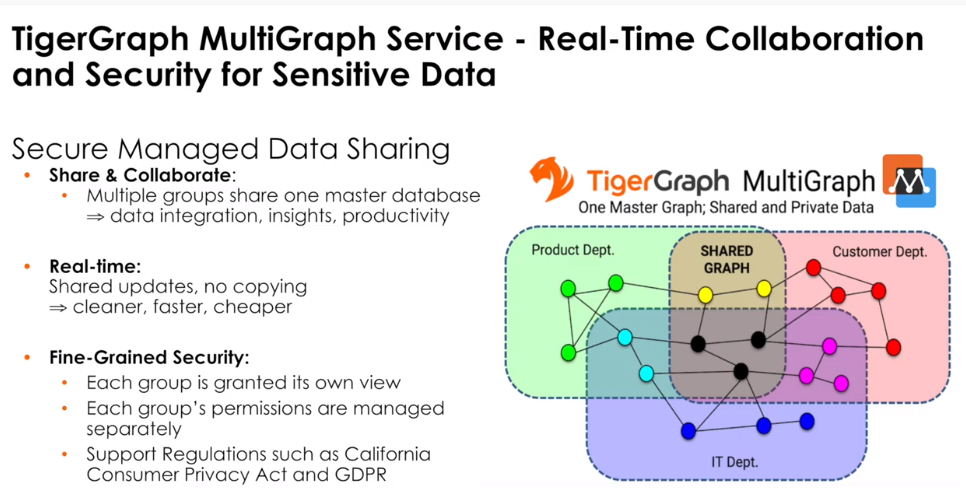 TigerGraph MultiGraph Service - Real-Time Collaboration
and Security for Sensitive Data
Secure Managed Data Sharing
• Share & Collaborate:
• Multiple groups share one master database
⇒ data integration, insights, productivity
• Real-time:
Shared updates, no copying
⇒ cleaner, faster, cheaper
• Fine-Grained Security:
• Each group is granted its own view
• Each group's permissions are managed
separately
• Support Regulations such as California
Consumer Privacy Act and GDPR
TigerGraph MultiGraph
One Master Graph; Shared and Private Data
Product Dept.
SHARED
GRAPH
Customer Dept.
IT Dept.